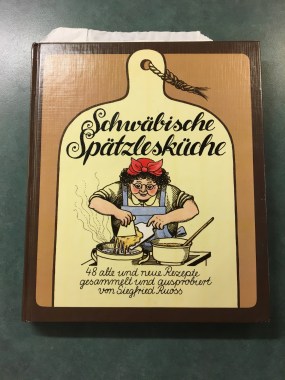 Schwäbische
Spätzlesküche
48 alte und neue Rezepte
gesammelt und ausprobiert
von Siegfried Ruoss